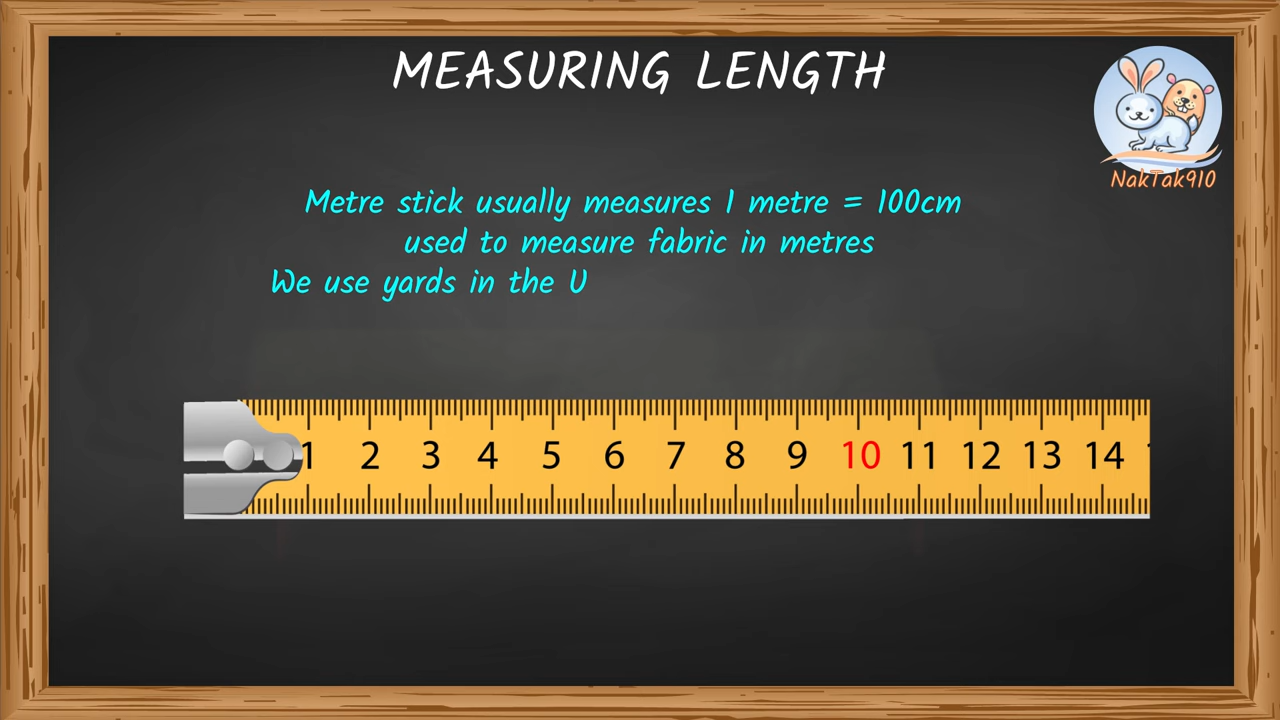 MEASURING LENGTH
NakTak910
Metre stick usually measures 1 metre = 100cm
used to measure fabric in metres
We use yards in the U
1 2 3 4 5 6 7 8 9 10 11 12 13 14